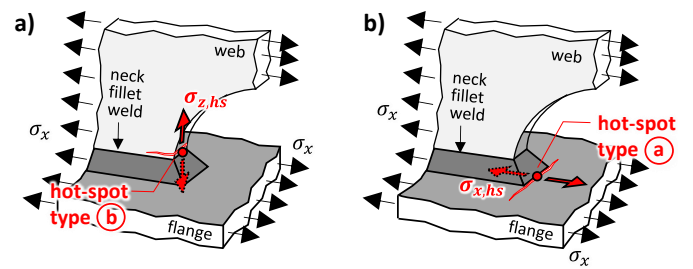 a)
web
neck
fillet
weld
σz,hs
σx
σx
hot-spot
type b
flange
b)
web
neck
fillet
weld
hot-spot
type a
σx
σx,hs
flange
σx